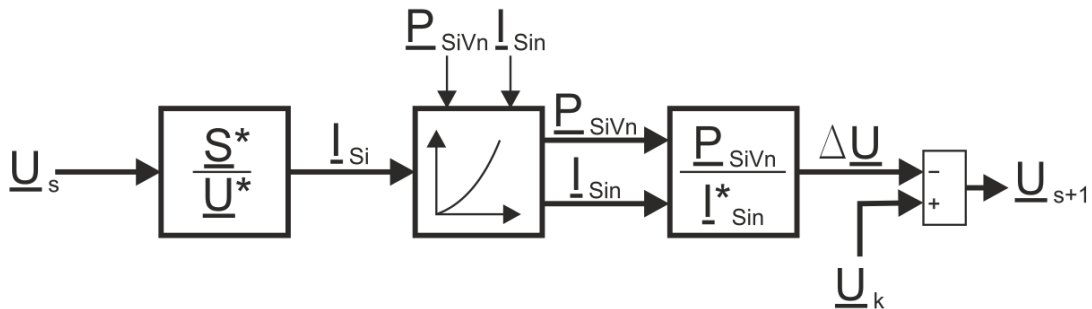 P SiVn I Sin
U s
S*
U*
I Si
P SiVn
I Sin
P SiVn
I* Sin
ΔU
−
+
U k
U s+1